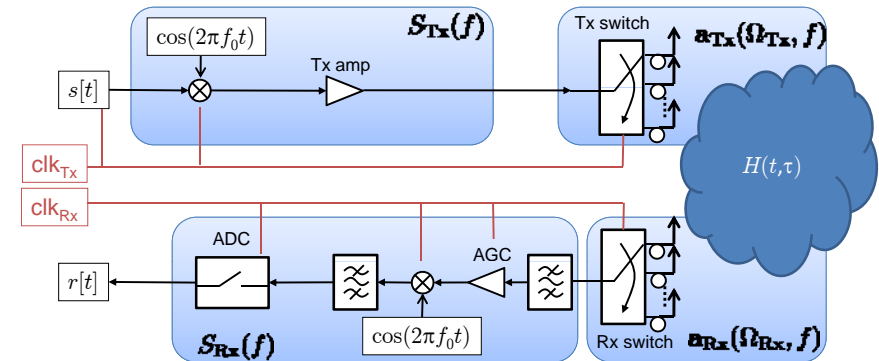 S_Tx(f)
Tx switch
a_Tx(Ω_Tx, f)
cos(2πf₀t)
Tx amp
s[t]
clk_Tx
H(t,τ)
clk_Rx
ADC
AGC
r[t]
cos(2πf₀t)
S_Rx(f)
Rx switch
a_Rx(Ω_Rx, f)